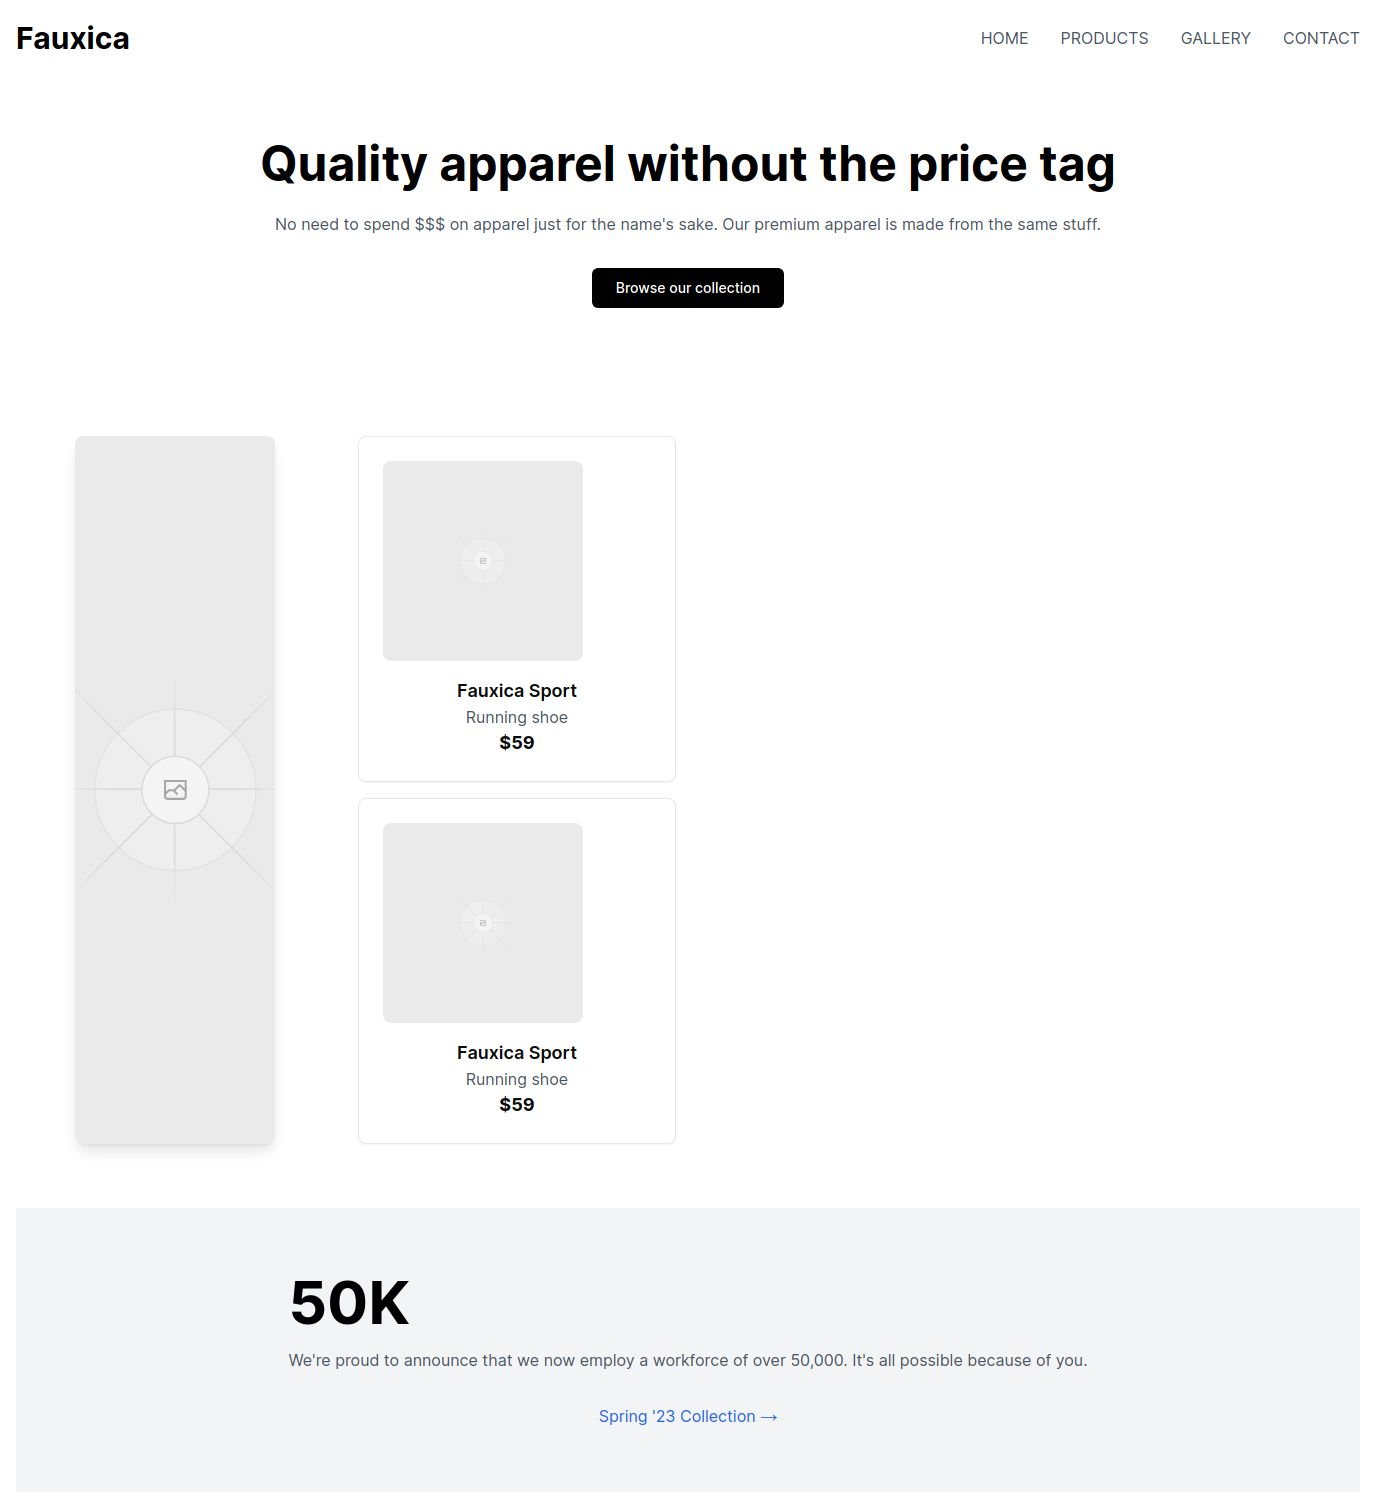 Fauxica
HOME PRODUCTS GALLERY CONTACT
Quality apparel without the price tag
No need to spend $$$ on apparel just for the name's sake. Our premium apparel is made from the same stuff.
Browse our collection
Fauxica Sport
Running shoe
$59
Fauxica Sport
Running shoe
$59
50K
We're proud to announce that we now employ a workforce of over 50,000. It's all possible because of you.
Spring '23 Collection →